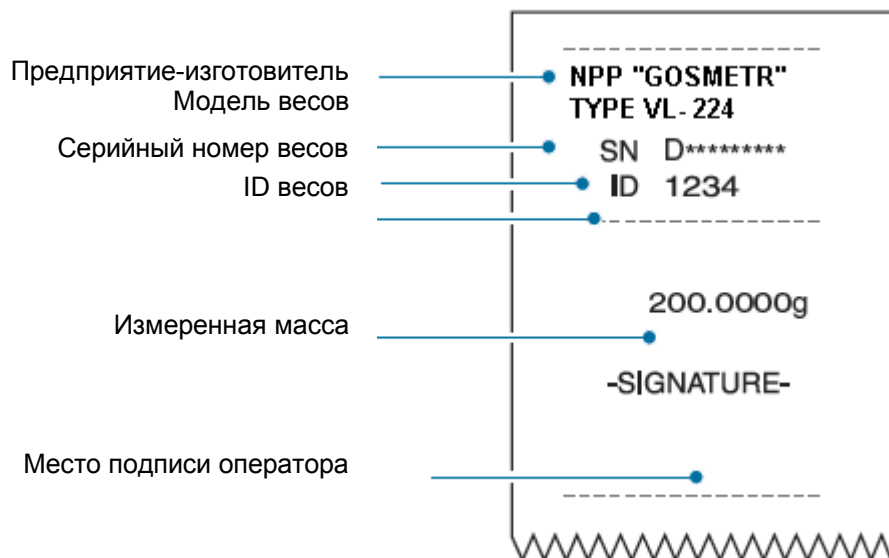 Предприятие-изготовитель
Модель весов
Серийный номер весов
ID весов
Измеренная масса
Место подписи оператора
NPP "GOSMETR"
TYPE VL-224
SN D*********
ID 1234
200.0000g
-SIGNATURE-